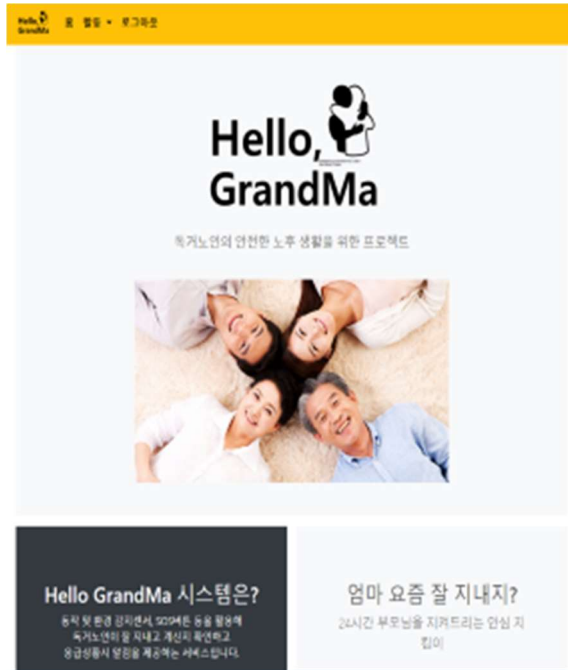 Hello,
GrandMa
홈 활동 로그아웃
Hello,
GrandMa
독거노인의 안전한 노후 생활을 위한 프로젝트
Hello GrandMa 시스템은?
동작 및 환경 감지센서, SOS버튼 등을 활용해
독거노인이 잘 지내고 계신지 확인하고
응급상황시 알림을 제공하는 서비스입니다.
엄마 요즘 잘 지내지?
24시간 부모님을 지켜드리는 안심 지
킴이